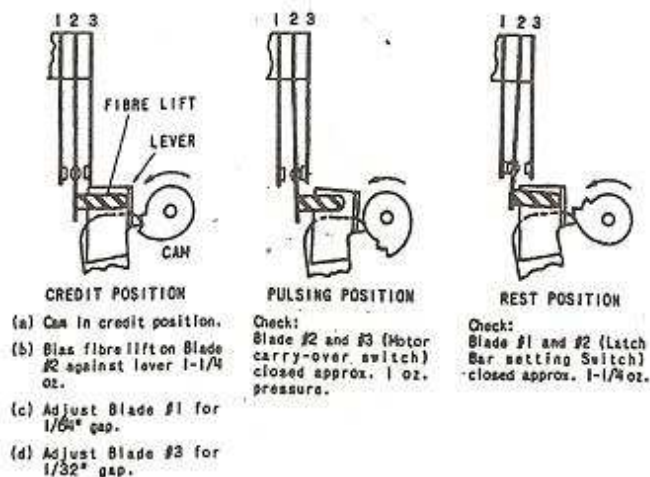 1 2 3
1 2 3
1 2 3
FIBRE LIFT
LEVER
CAM
CREDIT POSITION
(a) Cam in credit position.
(b) Bias fibre lift on Blade
#2 against lever 1-1/4
oz.
(c) Adjust Blade #1 for
1/64" gap.
(d) Adjust Blade #3 for
1/32" gap.
PULSING POSITION
Check:
Blade #2 and #3 (Motor
carry-over switch)
closed approx. 1 oz.
pressure.
REST POSITION
Check:
Blade #1 and #2 (Latch
Bar setting Switch)
closed approx. 1-1/4 oz.